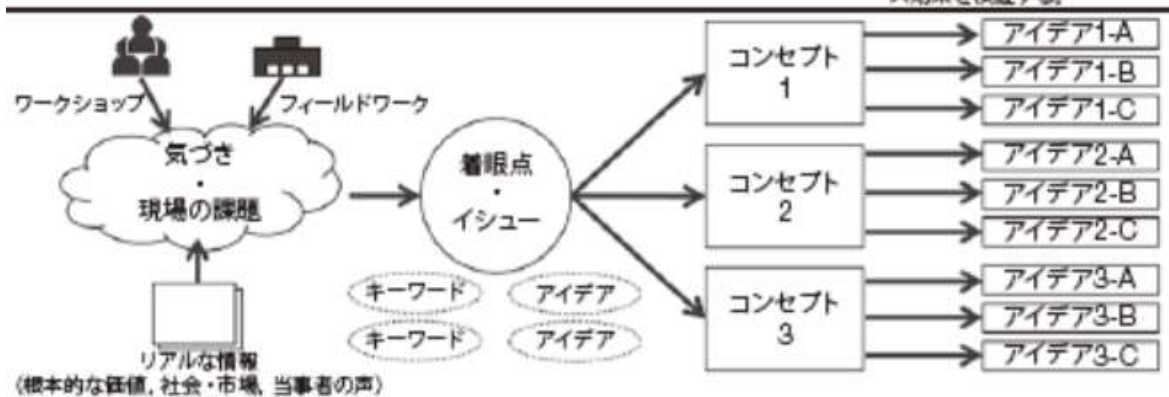 ワークショップ
フィールドワーク
気づき
・
現場の課題
リアルな情報
(根本的な価値, 社会・市場, 当事者の声)
着眼点
・
イシュー
キーワード
アイデア
キーワード
アイデア
コンセプト
1
アイデア1-A
アイデア1-B
アイデア1-C
コンセプト
2
アイデア2-A
アイデア2-B
アイデア2-C
コンセプト
3
アイデア3-A
アイデア3-B
アイデア3-C